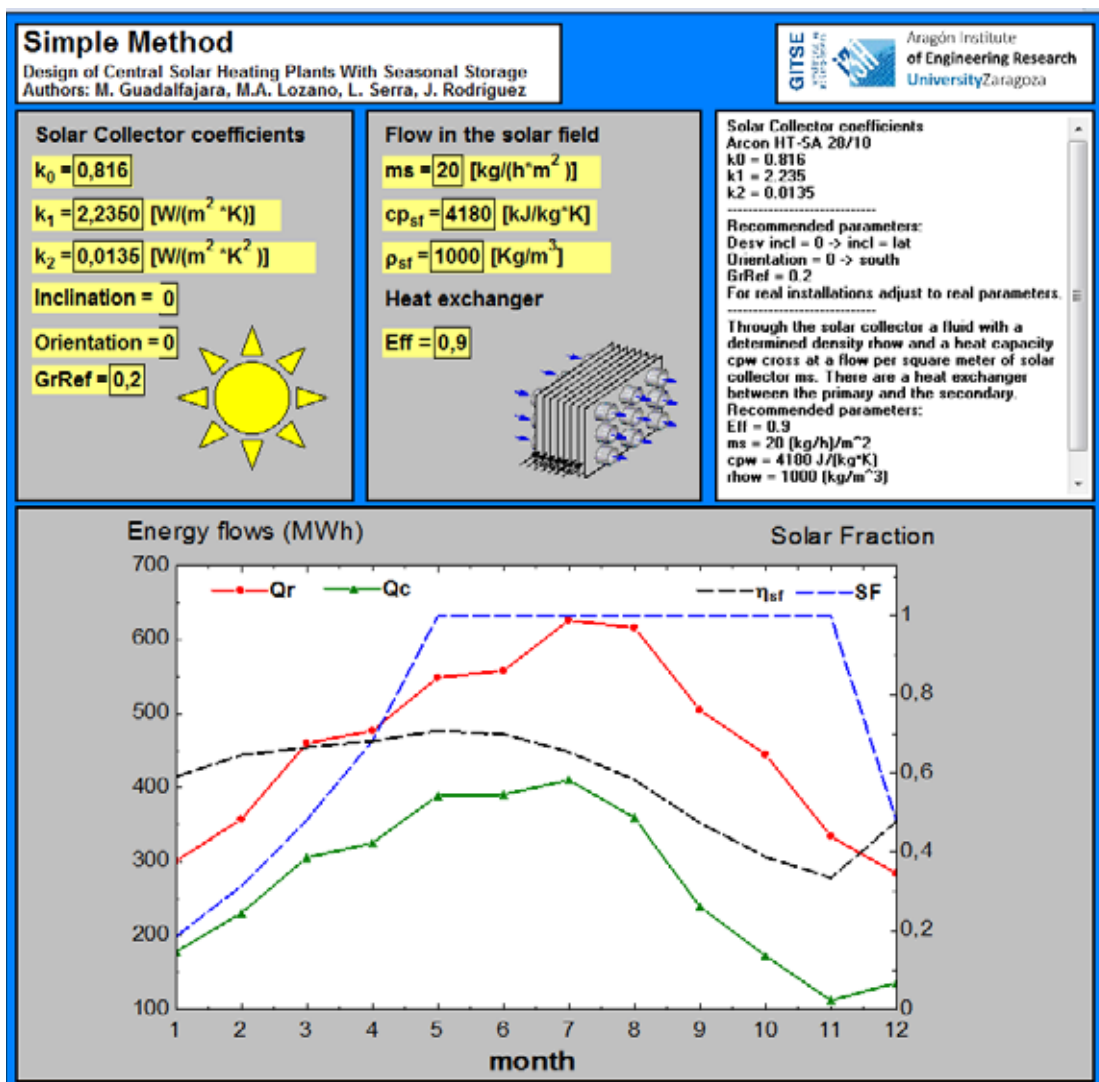 Simple Method
Design of Central Solar Heating Plants With Seasonal Storage
Authors: M. Guadalfajara, M.A. Lozano, L. Serra, J. Rodríguez
GITSE
Aragón Institute
of Engineering Research
UniversityZaragoza
Solar Collector coefficients
k0 = 0,816
k1 = 2,2350 [W/(m2 *K)]
k2 = 0,0135 [W/(m2 *K2 )]
Inclination = 0
Orientation = 0
GrRef = 0,2
Flow in the solar field
ms = 20 [kg/(h*m2 )]
cpsf = 4180 [kJ/kg*K]
ρsf = 1000 [Kg/m3]
Heat exchanger
Eff = 0,9
Solar Collector coefficients
Arcon HT-SA 28/10
k0 = 0.816
k1 = 2.235
k2 = 0.0135
------------------------------
Recommended parameters:
Desv incl = 0 -> incl = lat
Orientation = 0 -> south
GrRef = 0.2
For real installations adjust to real parameters.
------------------------------
Through the solar collector a fluid with a
determined density rhow and a heat capacity
cpw cross at a flow per square meter of solar
collector ms. There are a heat exchanger
between the primary and the secondary.
Recommended parameters:
Eff = 0.9
ms = 20 (kg/h)/m^2
cpw = 4180 J/(kg*K)
rhow = 1000 (kg/m^3)
Energy flows (MWh)
Solar Fraction
Qr
Qc
ηsf
SF
700
600
500
400
300
200
100
1
0,8
0,6
0,4
0,2
0
1 2 3 4 5 6 7 8 9 10 11 12
month